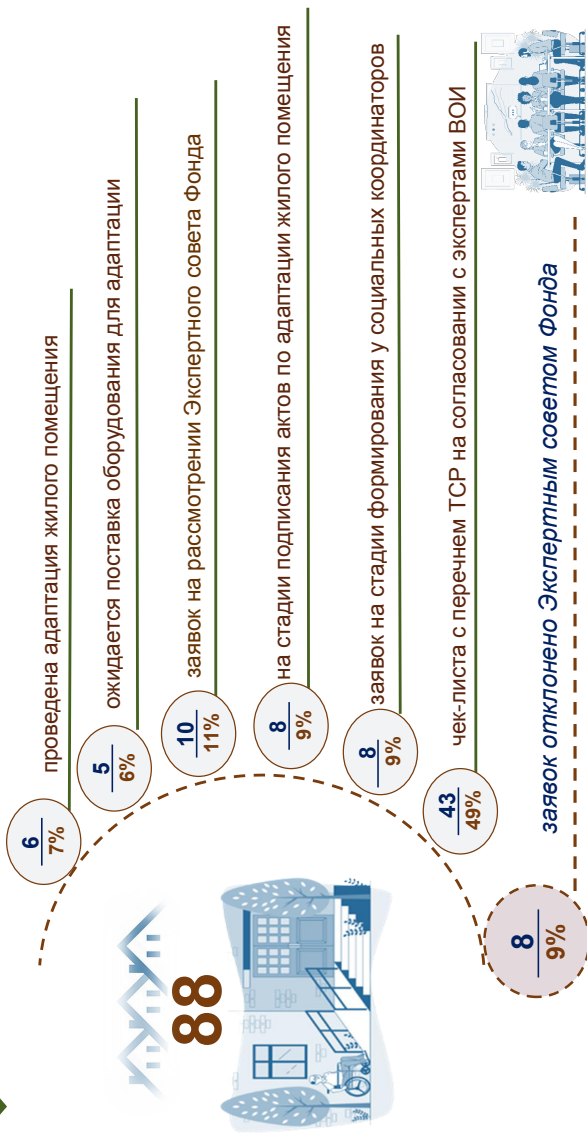 88
6
7%
проведена адаптация жилого помещения
5
6%
ожидается поставка оборудования для адаптации
10
11%
заявок на рассмотрении Экспертного совета Фонда
8
9%
на стадии подписания актов по адаптации жилого помещения
8
9%
заявок на стадии формирования у социальных координаторов
43
49%
чек-листа с перечнем ТСР на согласовании с экспертами ВОИ
8
9%
заявок отклонено Экспертным советом Фонда